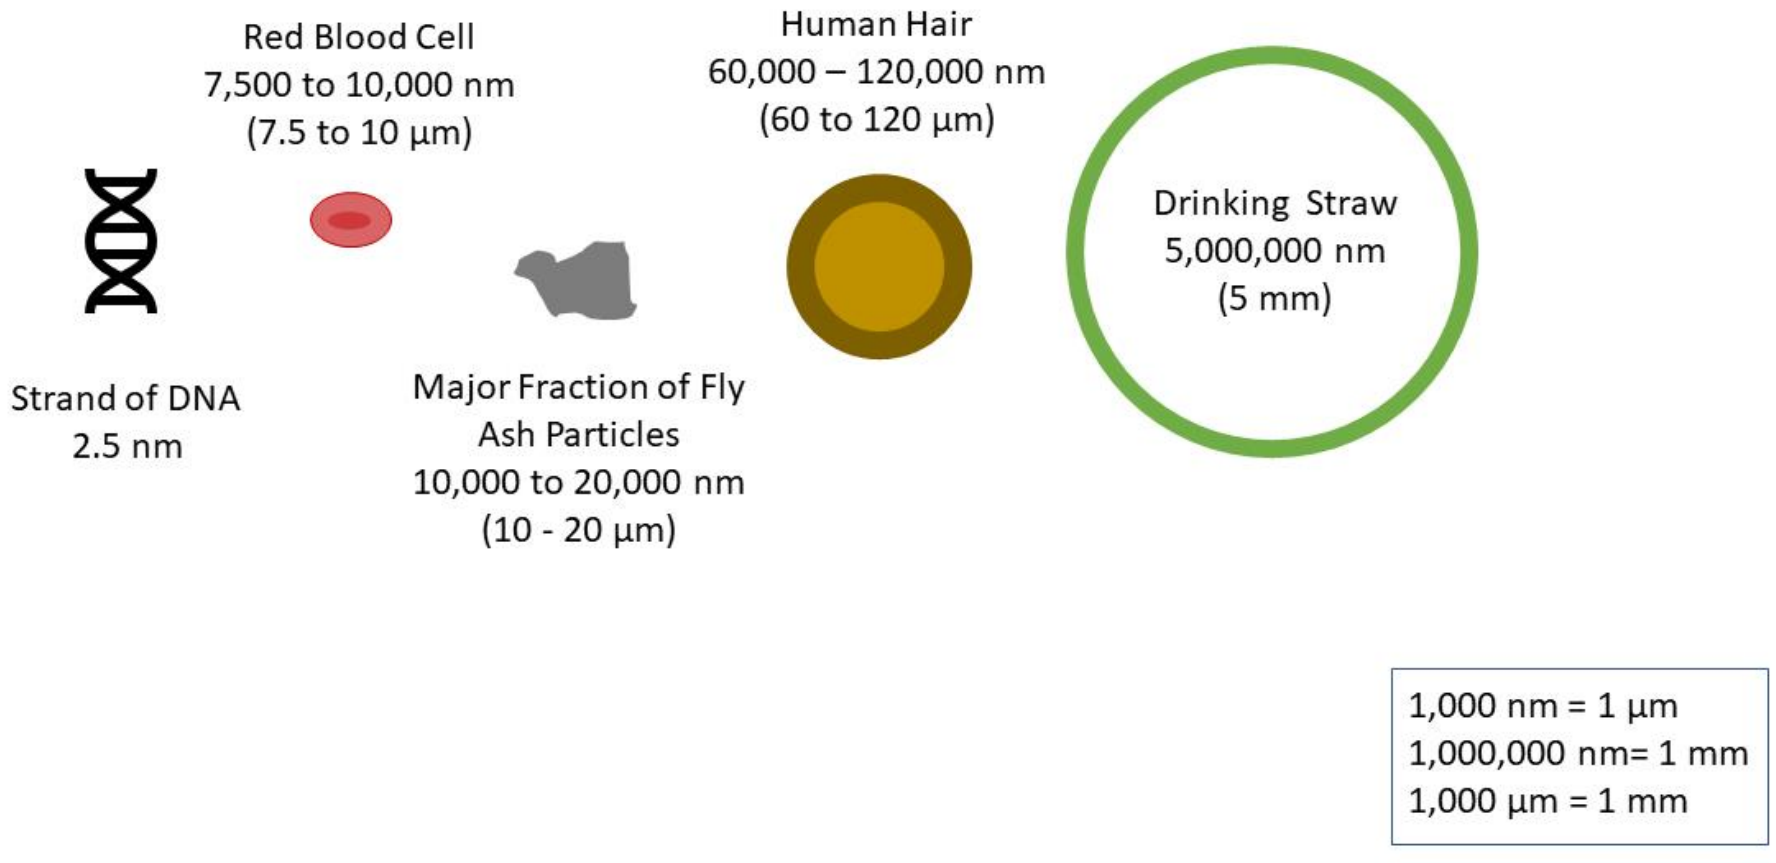 Red Blood Cell
7,500 to 10,000 nm
(7.5 to 10 µm)
Human Hair
60,000 – 120,000 nm
(60 to 120 µm)
Drinking Straw
5,000,000 nm
(5 mm)
Strand of DNA
2.5 nm
Major Fraction of Fly
Ash Particles
10,000 to 20,000 nm
(10 - 20 µm)
1,000 nm = 1 µm
1,000,000 nm= 1 mm
1,000 µm = 1 mm